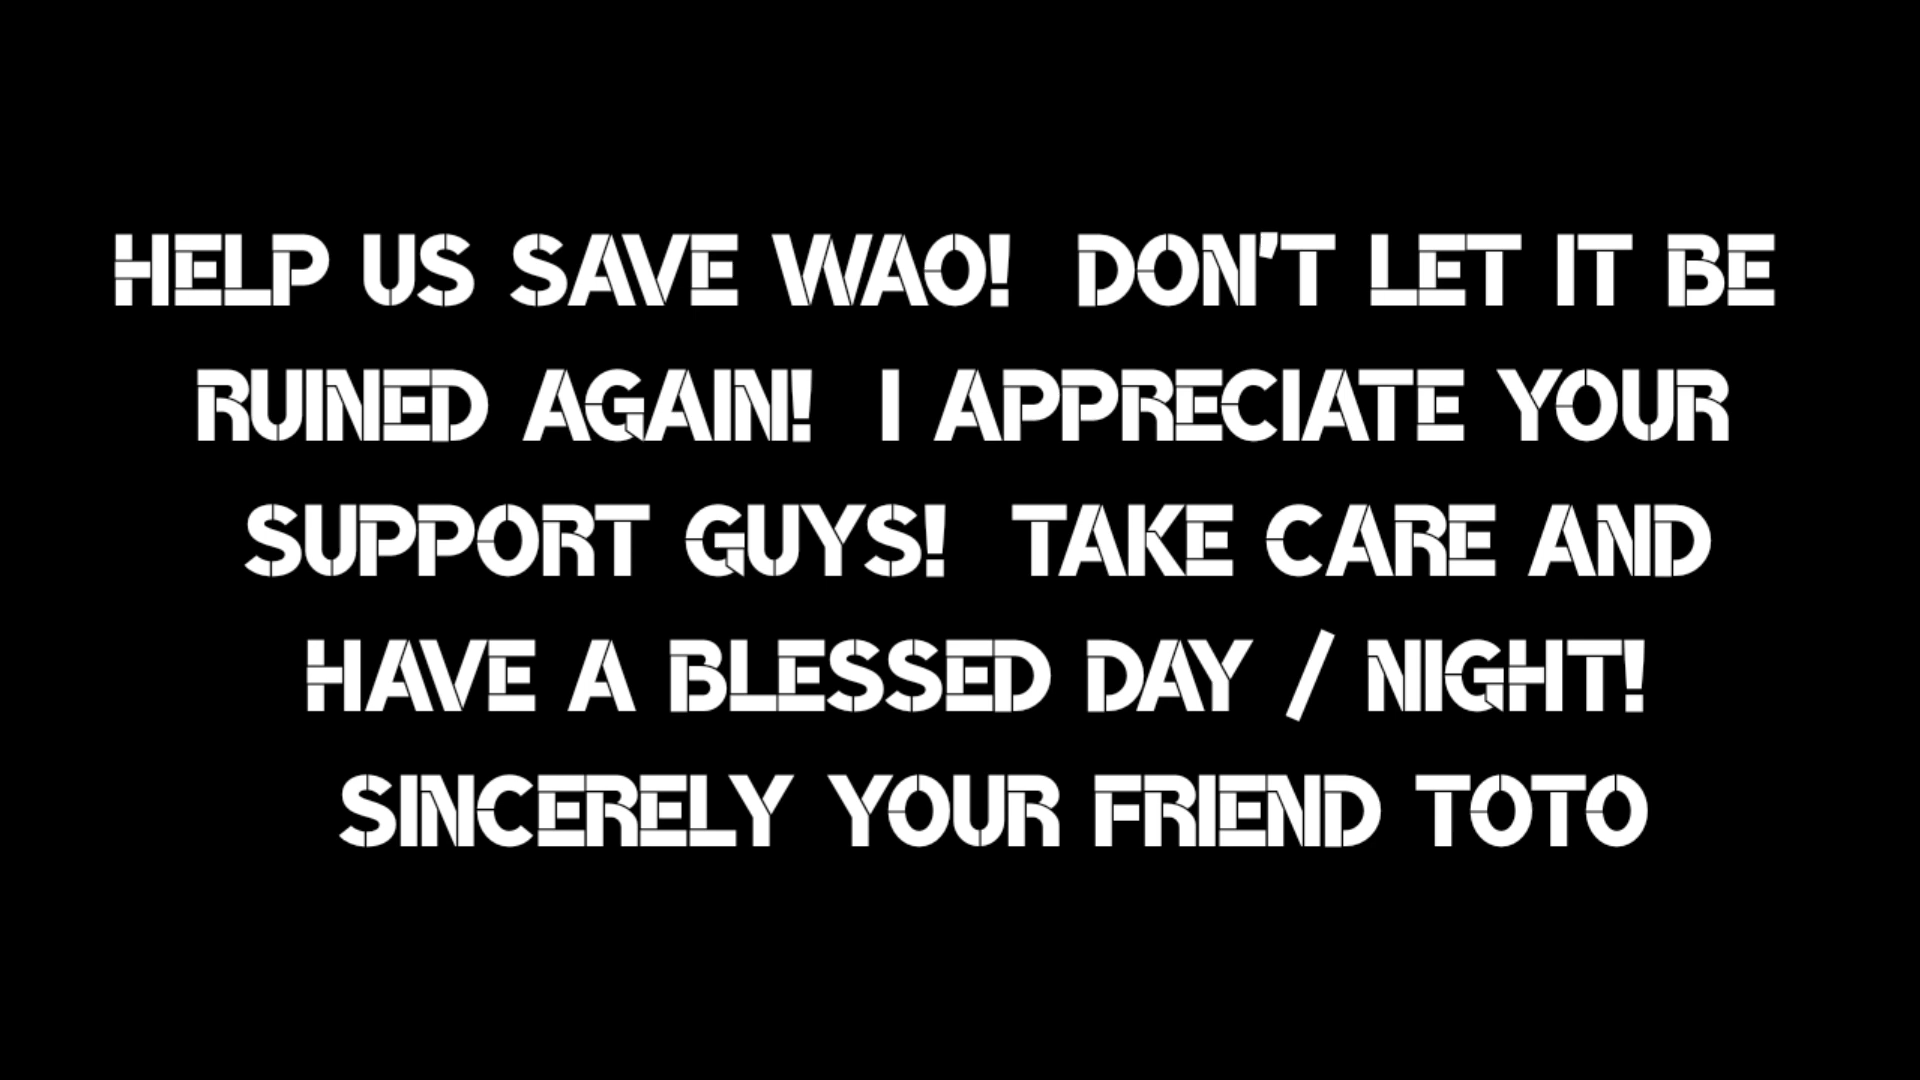 HELP US SAVE WAO!  DON'T LET IT BE
RUINED AGAIN!  I APPRECIATE YOUR
SUPPORT GUYS!  TAKE CARE AND
HAVE A BLESSED DAY / NIGHT!
SINCERELY YOUR FRIEND TOTO